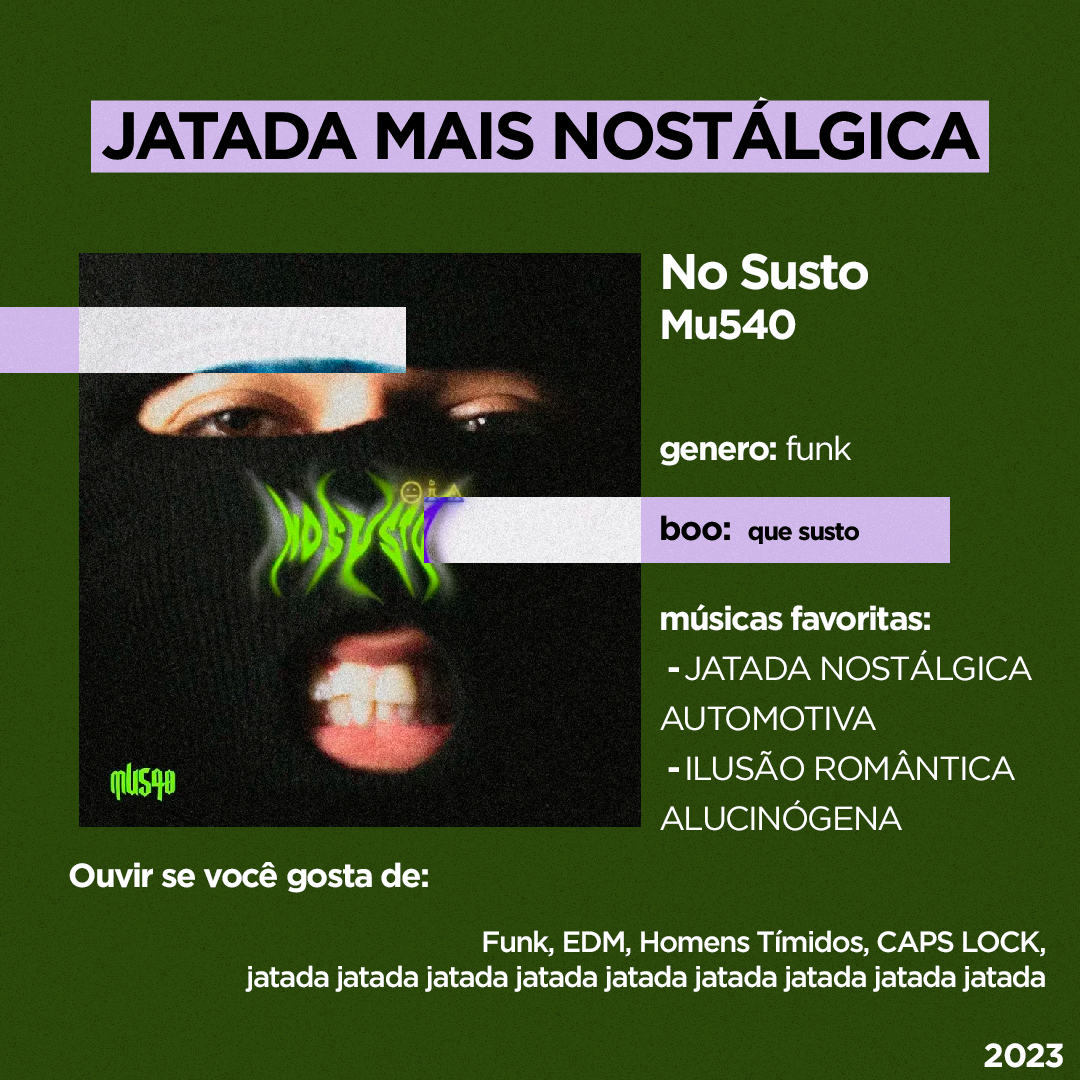 JATADA MAIS NOSTÁLGICA
No Susto
Mu540
genero: funk
NOSUSTO
boo: que susto
músicas favoritas:
-JATADA NOSTÁLGICA
AUTOMOTIVA
-ILUSÃO ROMÂNTICA
ALUCINÓGENA
mu540
Ouvir se você gosta de:
Funk, EDM, Homens Tímidos, CAPS LOCK,
jatada jatada jatada jatada jatada jatada jatada jatada jatada
2023